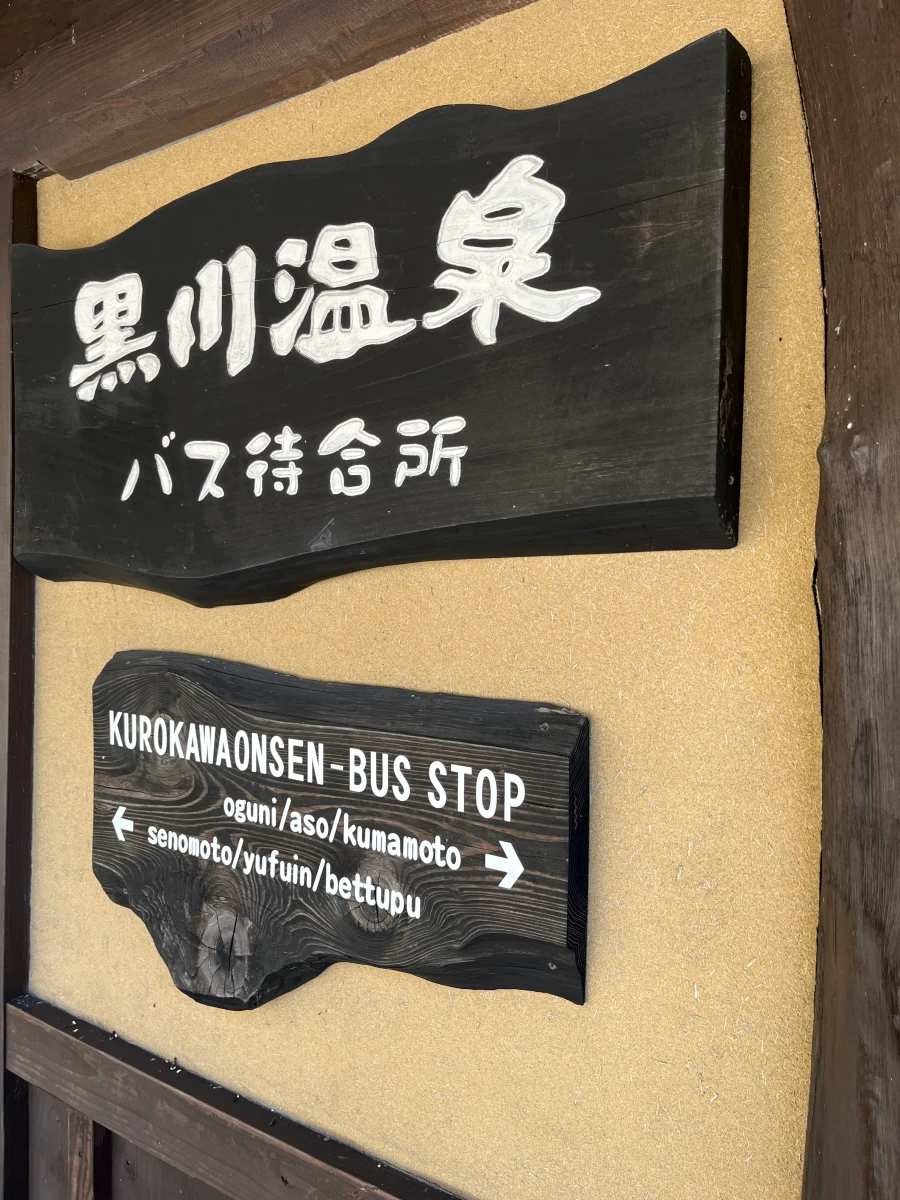 黒川温泉
バス待合所
KUROKAWAONSEN-BUS STOP
oguni/aso/kumamoto →
← senomoto/yufuin/bettupu